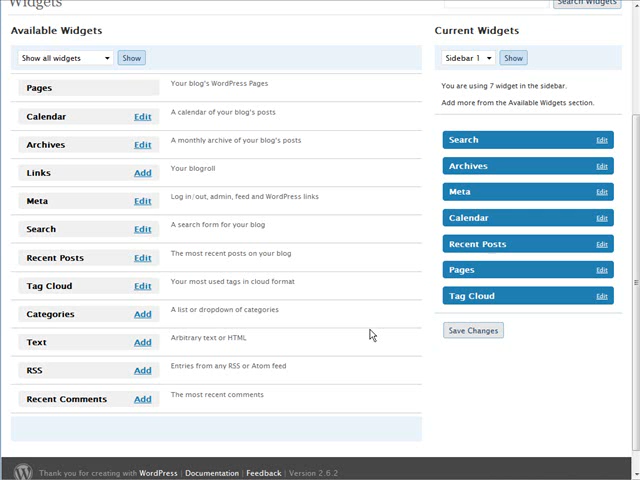 Widgets
Search Widgets
Available Widgets
Show all widgets Show
Pages Your blog's WordPress Pages
Calendar Edit A calendar of your blog's posts
Archives Edit A monthly archive of your blog's posts
Links Add Your blogroll
Meta Edit Log in/out, admin, feed and WordPress links
Search Edit A search form for your blog
Recent Posts Edit The most recent posts on your blog
Tag Cloud Edit Your most used tags in cloud format
Categories Add A list or dropdown of categories
Text Add Arbitrary text or HTML
RSS Add Entries from any RSS or Atom feed
Recent Comments Add The most recent comments
Current Widgets
Sidebar 1 Show
You are using 7 widget in the sidebar.
Add more from the Available Widgets section.
Search Edit
Archives Edit
Meta Edit
Calendar Edit
Recent Posts Edit
Pages Edit
Tag Cloud Edit
Save Changes
Thank you for creating with WordPress | Documentation | Feedback | Version 2.6.2